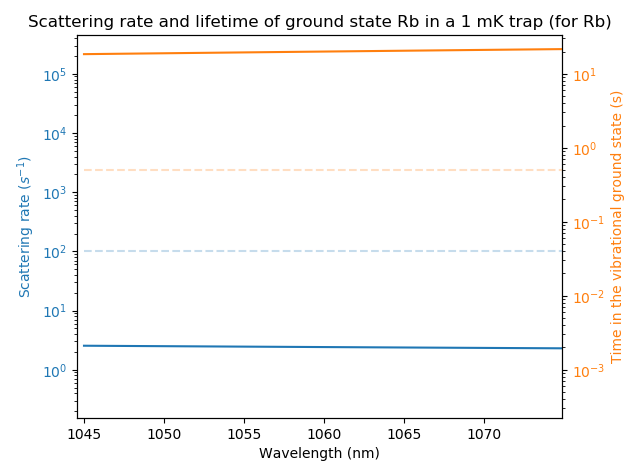 Scattering rate and lifetime of ground state Rb in a 1 mK trap (for Rb)
Scattering rate (s⁻¹)
10⁵
10⁴
10³
10²
10¹
10⁰
10¹
10⁰
10⁻¹
10⁻²
10⁻³
Time in the vibrational ground state (s)
1045 1050 1055 1060 1065 1070
Wavelength (nm)